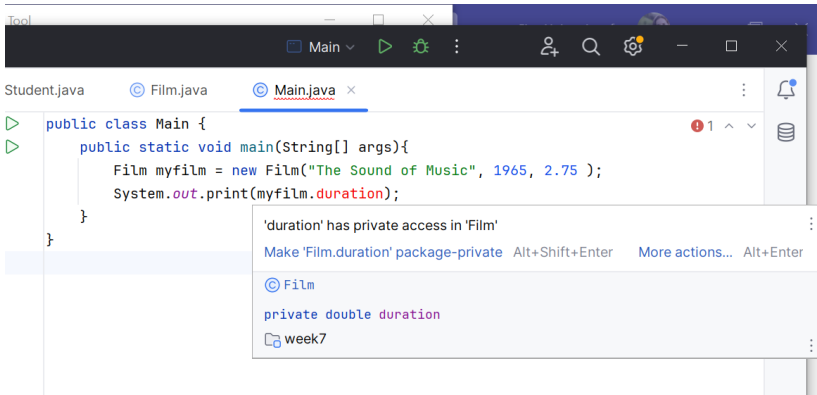 Tool
Main
Student.java Film.java Main.java
public class Main { 1
public static void main(String[] args){
Film myfilm = new Film("The Sound of Music", 1965, 2.75 );
System.out.print(myfilm.duration);
}
}
'duration' has private access in 'Film'
Make 'Film.duration' package-private Alt+Shift+Enter More actions... Alt+Enter
Film
private double duration
week7